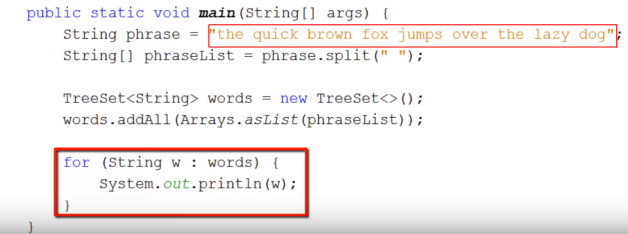 public static void main(String[] args) {
String phrase = "the quick brown fox jumps over the lazy dog";
String[] phraseList = phrase.split(" ");
TreeSet<String> words = new TreeSet<>();
words.addAll(Arrays.asList(phraseList));
for (String w : words) {
System.out.println(w);
}
}